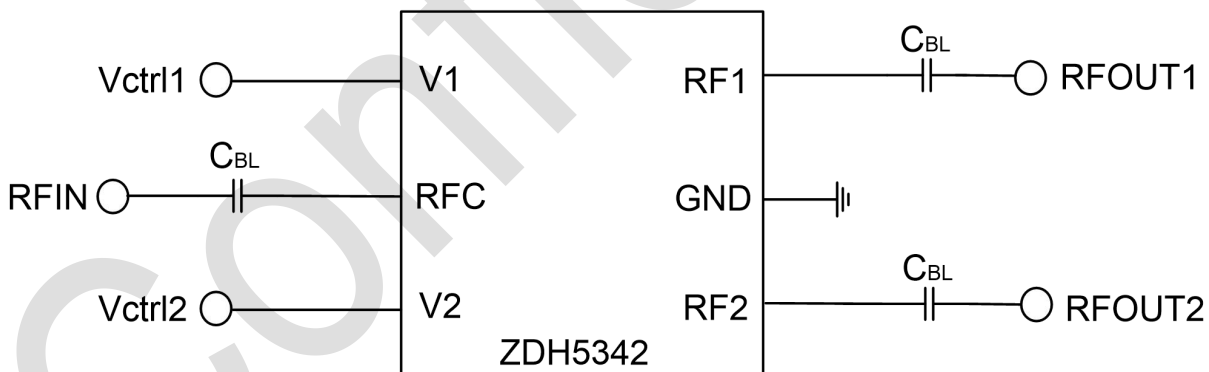 Vctrl1
V1
RF1
CBL
RFOUT1
CBL
RFIN
RFC
GND
Vctrl2
V2
RF2
CBL
RFOUT2
ZDH5342